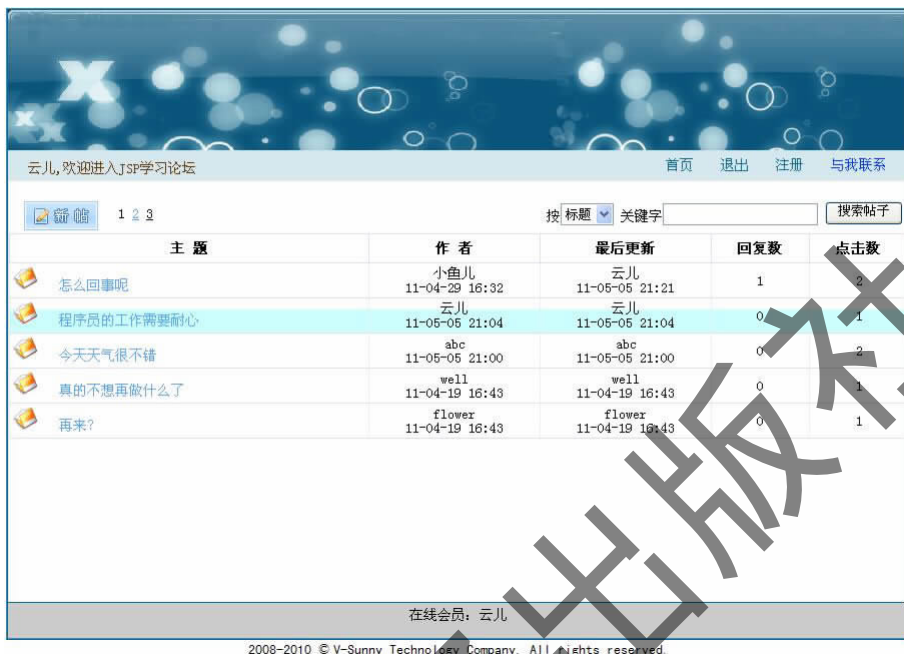 云儿,欢迎进入JSP学习论坛 首页 退出 注册 与我联系
新帖 1 2 3 按 标题 关键字 搜索帖子
主 题 作 者 最后更新 回复数 点击数
怎么回事呢 小鱼儿 11-04-29 16:32 云儿 11-05-05 21:21 1 2
程序员的工作需要耐心 云儿 11-05-05 21:04 云儿 11-05-05 21:04 0 1
今天天气很不错 abc 11-05-05 21:00 abc 11-05-05 21:00 0 2
真的不想再做什么了 well 11-04-19 16:43 well 11-04-19 16:43 0 1
再来? flower 11-04-19 16:43 flower 11-04-19 16:43 0 1
在线会员: 云儿
2008-2010 © V-Sunny Technology Company. All rights reserved.
出版社